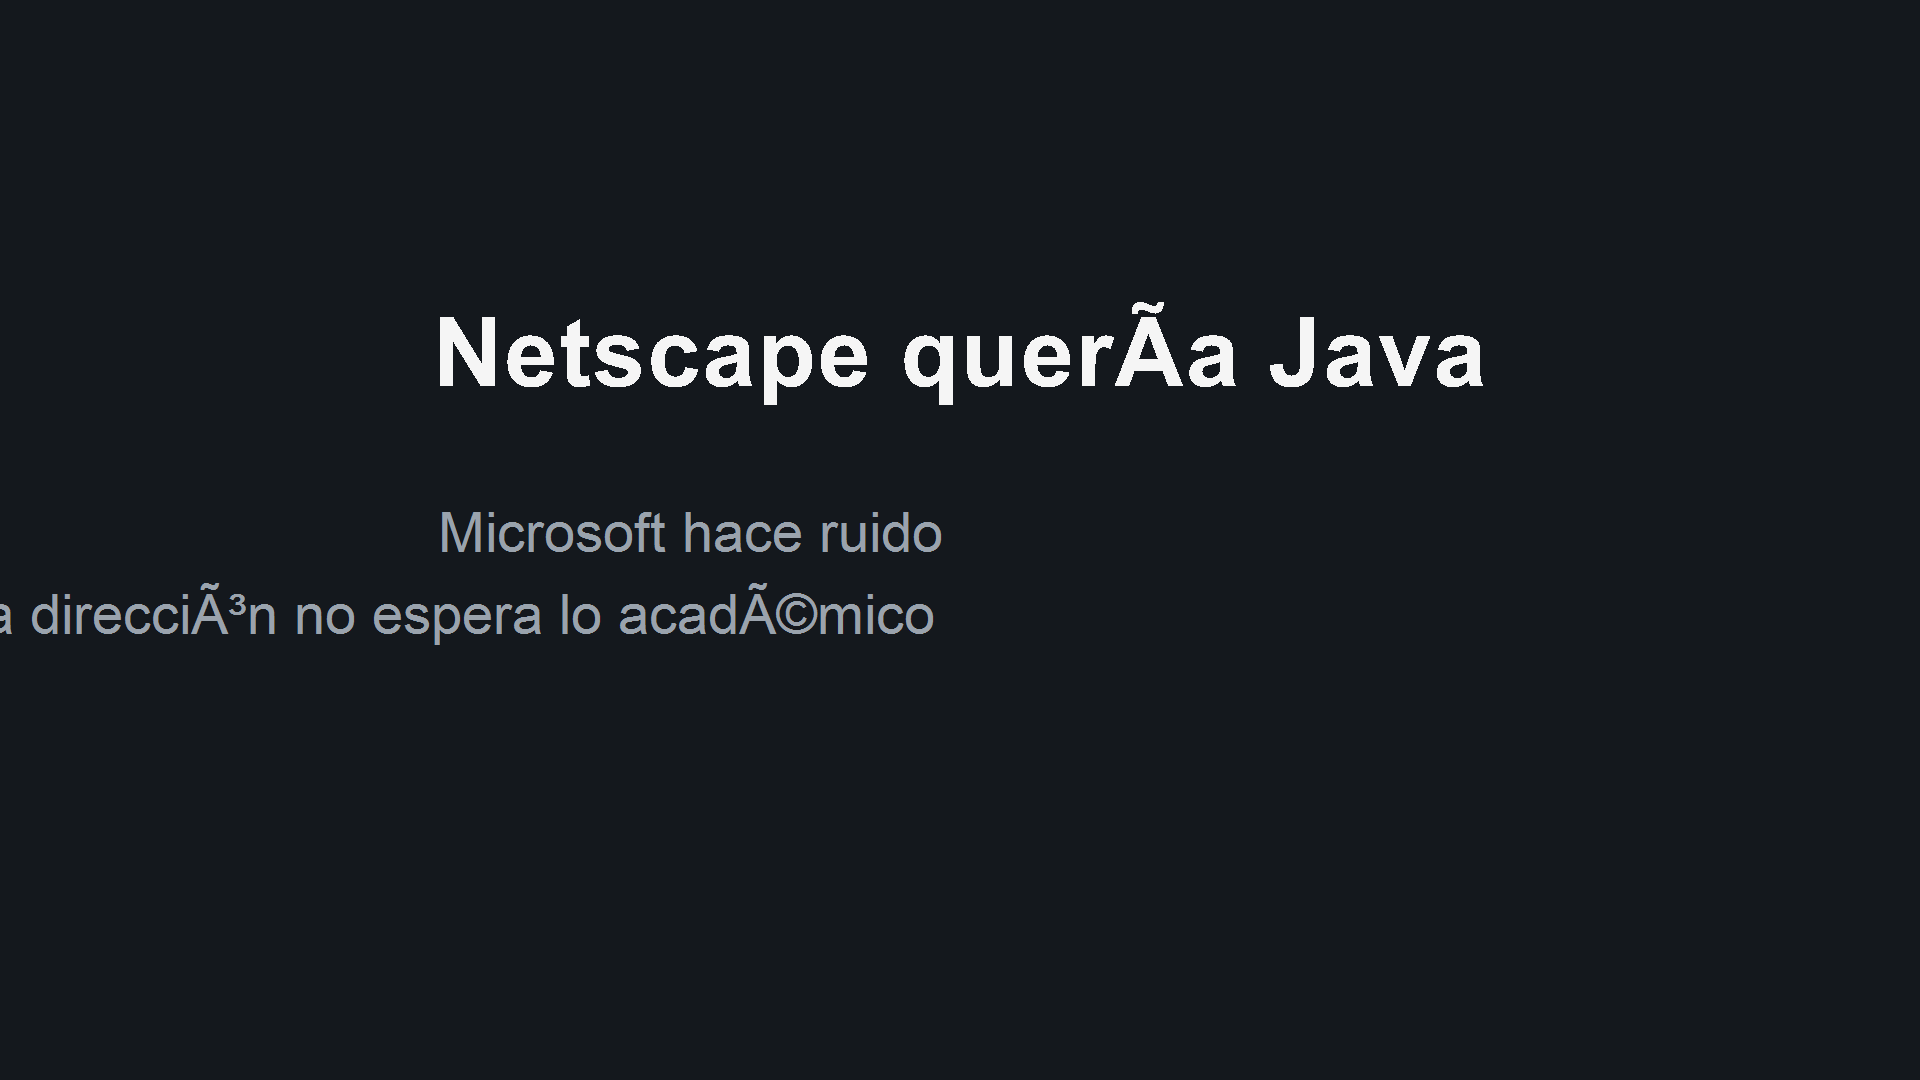 Netscape querÃa Java
Microsoft hace ruido
a direcciÃ³n no espera lo acadÃ©mico